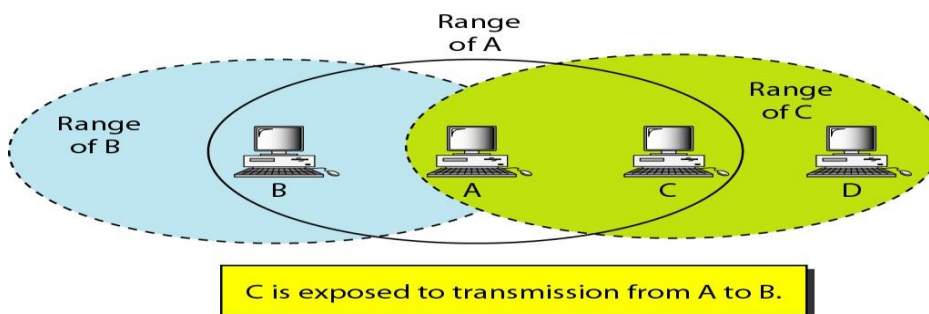 Range
of A
Range
of B
Range
of C
B
A
C
D
C is exposed to transmission from A to B.